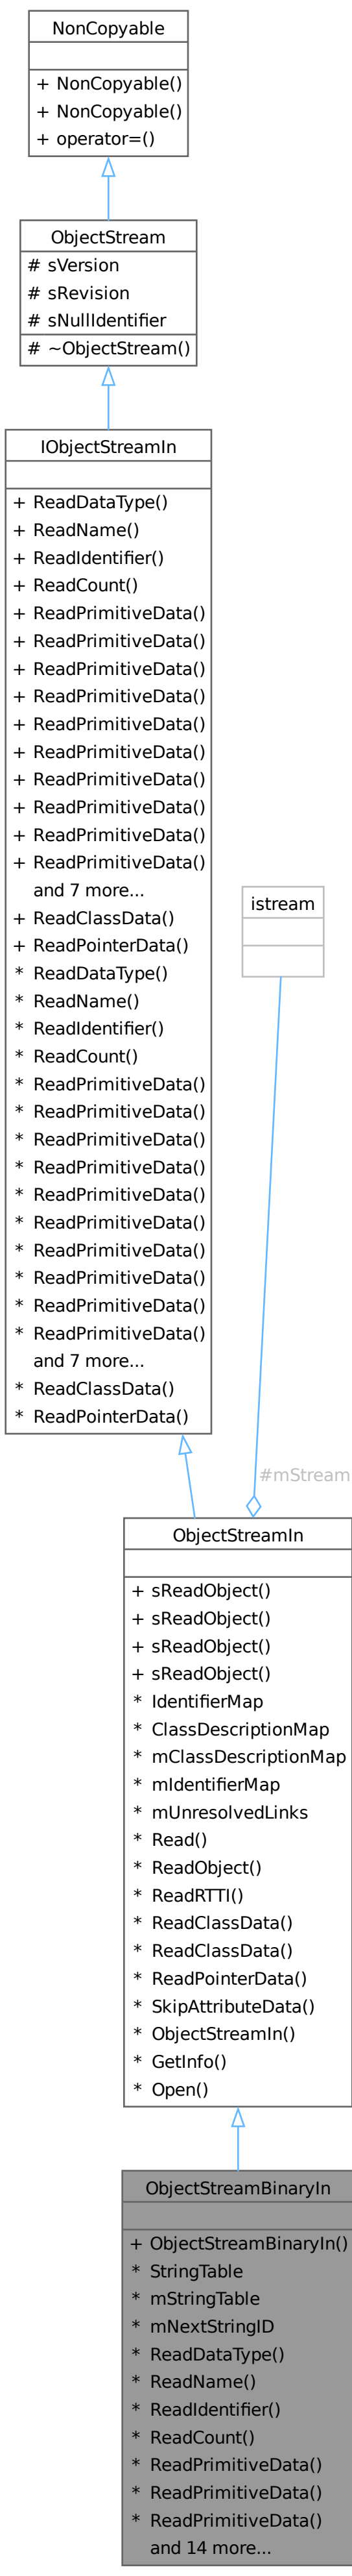 NonCopyable
+ NonCopyable()
+ NonCopyable()
+ operator=()
ObjectStream
# sVersion
# sRevision
# sNullIdentifier
# ~ObjectStream()
IObjectStreamIn
+ ReadDataType()
+ ReadName()
+ ReadIdentifier()
+ ReadCount()
+ ReadPrimitiveData()
+ ReadPrimitiveData()
+ ReadPrimitiveData()
+ ReadPrimitiveData()
+ ReadPrimitiveData()
+ ReadPrimitiveData()
+ ReadPrimitiveData()
+ ReadPrimitiveData()
+ ReadPrimitiveData()
+ ReadPrimitiveData()
and 7 more...
+ ReadClassData()
+ ReadPointerData()
* ReadDataType()
* ReadName()
* ReadIdentifier()
* ReadCount()
* ReadPrimitiveData()
* ReadPrimitiveData()
* ReadPrimitiveData()
* ReadPrimitiveData()
* ReadPrimitiveData()
* ReadPrimitiveData()
* ReadPrimitiveData()
* ReadPrimitiveData()
* ReadPrimitiveData()
* ReadPrimitiveData()
and 7 more...
* ReadClassData()
* ReadPointerData()
istream
#mStream
ObjectStreamIn
+ sReadObject()
+ sReadObject()
+ sReadObject()
+ sReadObject()
* IdentifierMap
* ClassDescriptionMap
* mClassDescriptionMap
* mIdentifierMap
* mUnresolvedLinks
* Read()
* ReadObject()
* ReadRTTI()
* ReadClassData()
* ReadClassData()
* ReadPointerData()
* SkipAttributeData()
* ObjectStreamIn()
* GetInfo()
* Open()
ObjectStreamBinaryIn
+ ObjectStreamBinaryIn()
* StringTable
* mStringTable
* mNextStringID
* ReadDataType()
* ReadName()
* ReadIdentifier()
* ReadCount()
* ReadPrimitiveData()
* ReadPrimitiveData()
* ReadPrimitiveData()
and 14 more...